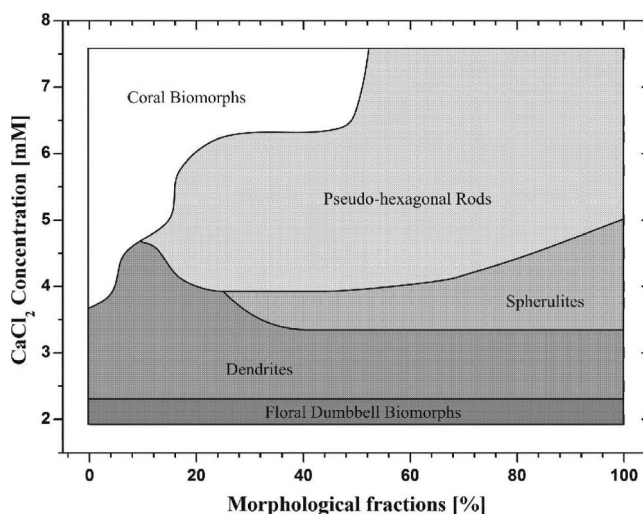 8
7
6
5
4
3
2
CaCl2 Concentration [mM]
Coral Biomorphs
Pseudo-hexagonal Rods
Spherulites
Dendrites
Floral Dumbbell Biomorphs
0 20 40 60 80 100
Morphological fractions [%]